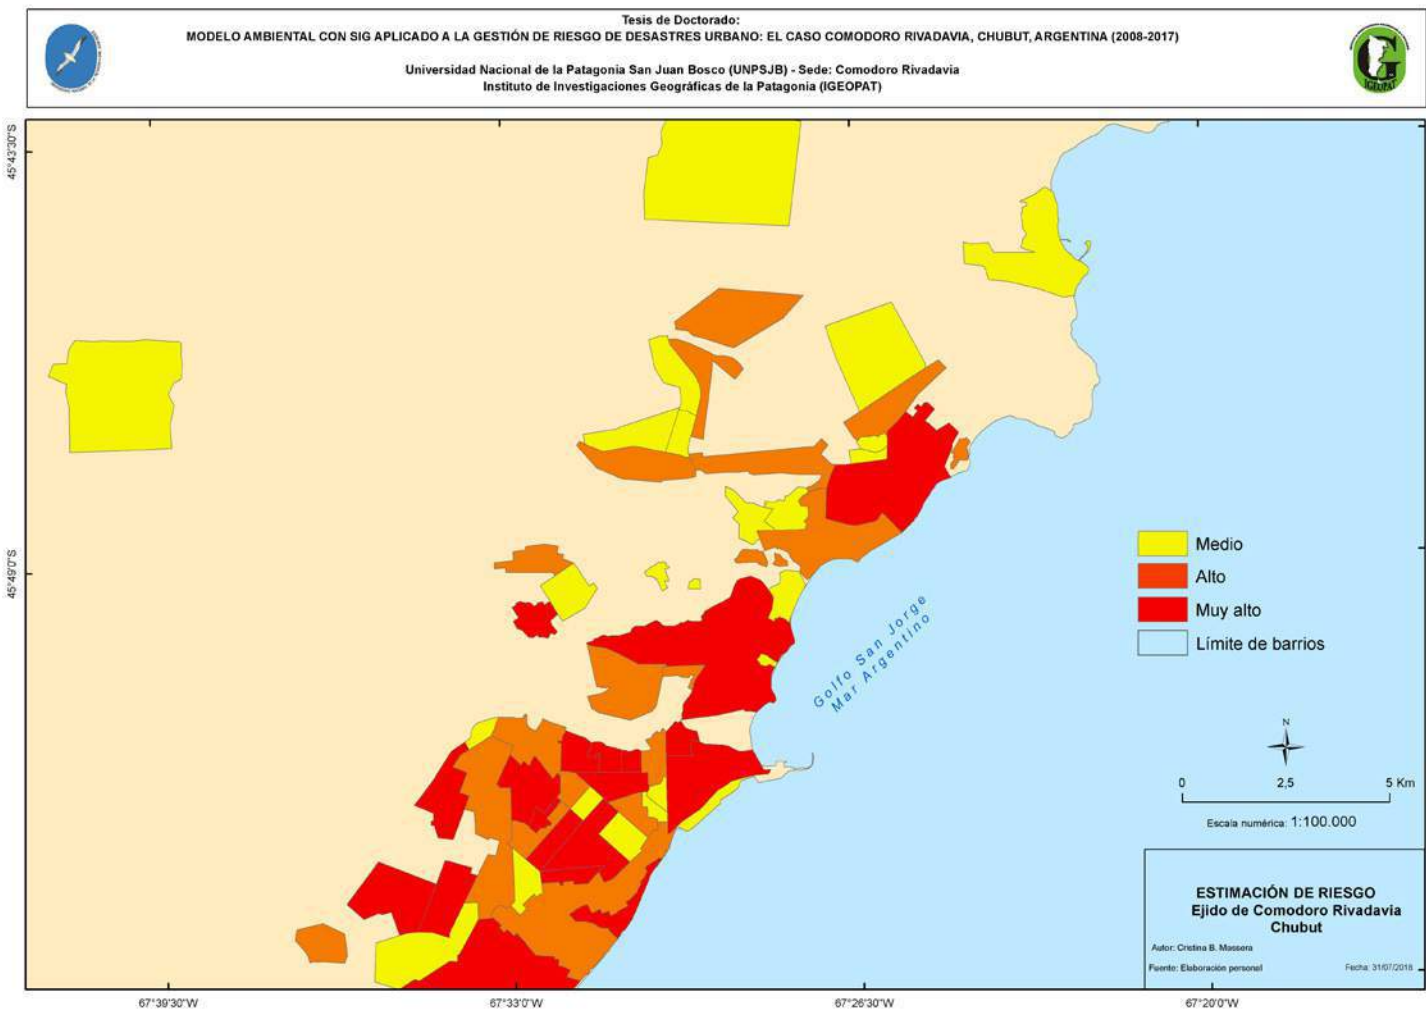 Tesis de Doctorado:
MODELO AMBIENTAL CON SIG APLICADO A LA GESTIÓN DE RIESGO DE DESASTRES URBANO: EL CASO COMODORO RIVADAVIA, CHUBUT, ARGENTINA (2008-2017)
Universidad Nacional de la Patagonia San Juan Bosco (UNPSJB) - Sede: Comodoro Rivadavia
Instituto de Investigaciones Geográficas de la Patagonia (IGEOPAT)
IGEOPAT
45°43'30"S
45°49'0"S
Medio
Alto
Muy alto
Límite de barrios
Golfo San Jorge
Mar Argentino
N
0 2,5 5 Km
Escala numérica: 1:100.000
ESTIMACIÓN DE RIESGO
Ejido de Comodoro Rivadavia
Chubut
Autor: Cristina B. Massera
Fuente: Elaboración personal Fecha: 31/07/2018
67°39'30"W 67°33'0"W 67°26'30"W 67°20'0"W